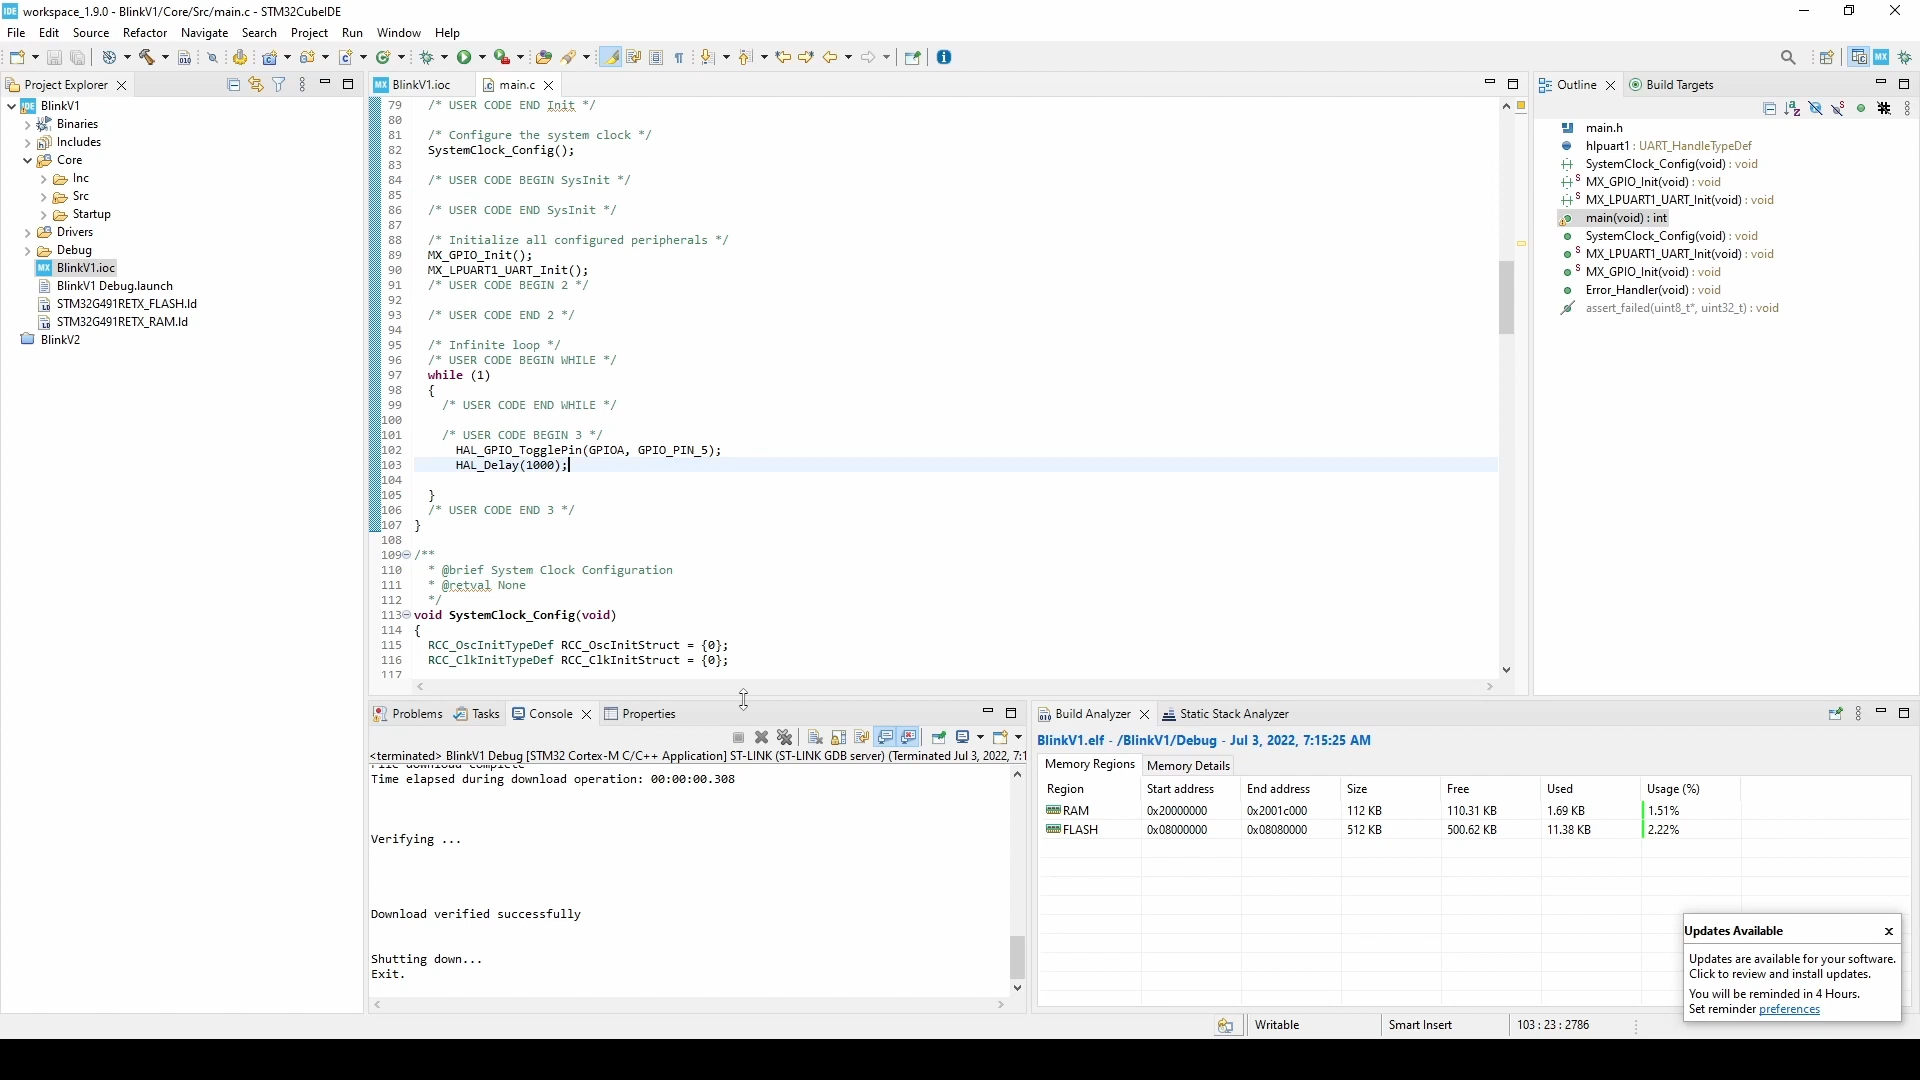 workspace_1.9.0 - BlinkV1/Core/Src/main.c - STM32CubeIDE
File Edit Source Refactor Navigate Search Project Run Window Help
Project Explorer
BlinkV1
Binaries
Includes
Core
Inc
Src
Startup
Drivers
Debug
BlinkV1.ioc
BlinkV1 Debug.launch
STM32G491RETX_FLASH.ld
STM32G491RETX_RAM.ld
BlinkV2
BlinkV1.ioc main.c
79 /* USER CODE END Init */
80
81 /* Configure the system clock */
82 SystemClock_Config();
83
84 /* USER CODE BEGIN SysInit */
85
86 /* USER CODE END SysInit */
87
88 /* Initialize all configured peripherals */
89 MX_GPIO_Init();
90 MX_LPUART1_UART_Init();
91 /* USER CODE BEGIN 2 */
92
93 /* USER CODE END 2 */
94
95 /* Infinite loop */
96 /* USER CODE BEGIN WHILE */
97 while (1)
98 {
99 /* USER CODE END WHILE */
100
101 /* USER CODE BEGIN 3 */
102 HAL_GPIO_TogglePin(GPIOA, GPIO_PIN_5);
103 HAL_Delay(1000);
104
105 }
106 /* USER CODE END 3 */
107 }
108
109 /**
110 * @brief System Clock Configuration
111 * @retval None
112 */
113 void SystemClock_Config(void)
114 {
115 RCC_OscInitTypeDef RCC_OscInitStruct = {0};
116 RCC_ClkInitTypeDef RCC_ClkInitStruct = {0};
117
Outline Build Targets
main.h
hlpuart1 : UART_HandleTypeDef
SystemClock_Config(void) : void
MX_GPIO_Init(void) : void
MX_LPUART1_UART_Init(void) : void
main(void) : int
SystemClock_Config(void) : void
MX_LPUART1_UART_Init(void) : void
MX_GPIO_Init(void) : void
Error_Handler(void) : void
assert_failed(uint8_t*, uint32_t) : void
Problems Tasks Console Properties
<terminated> BlinkV1 Debug [STM32 Cortex-M C/C++ Application] ST-LINK (ST-LINK GDB server) (Terminated Jul 3, 2022, 7:1
File download complete
Time elapsed during download operation: 00:00:00.308
Verifying ...
Download verified successfully
Shutting down...
Exit.
Build Analyzer Static Stack Analyzer
BlinkV1.elf - /BlinkV1/Debug - Jul 3, 2022, 7:15:25 AM
Memory Regions Memory Details
Region Start address End address Size Free Used Usage (%)
RAM 0x20000000 0x2001c000 112 KB 110.31 KB 1.69 KB 1.51%
FLASH 0x08000000 0x08080000 512 KB 500.62 KB 11.38 KB 2.22%
Updates Available
Updates are available for your software.
Click to review and install updates.
You will be reminded in 4 Hours.
Set reminder preferences
Writable Smart Insert 103 : 23 : 2786